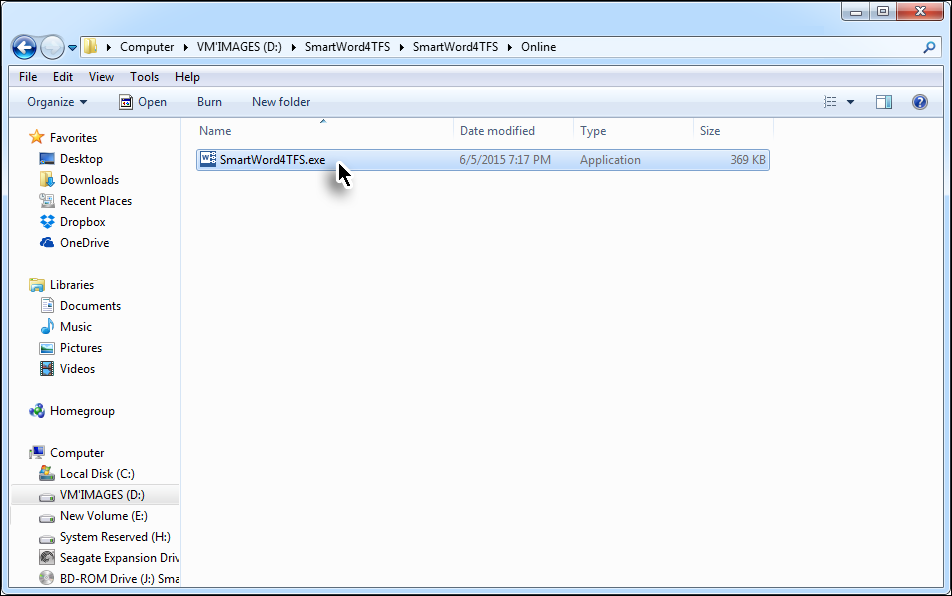 Computer VM'IMAGES (D:) SmartWord4TFS SmartWord4TFS Online
File Edit View Tools Help
Organize Open Burn New folder
Name Date modified Type Size
SmartWord4TFS.exe 6/5/2015 7:17 PM Application 369 KB
Favorites
Desktop
Downloads
Recent Places
Dropbox
OneDrive
Libraries
Documents
Music
Pictures
Videos
Homegroup
Computer
Local Disk (C:)
VM'IMAGES (D:)
New Volume (E:)
System Reserved (H:)
Seagate Expansion Driv
BD-ROM Drive (J:) Sma